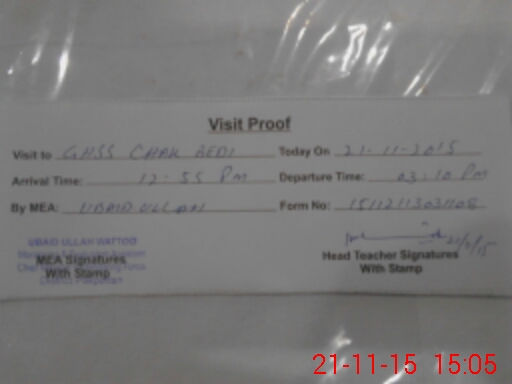 Visit Proof
Visit to GHSS CHAK BEDI Today On 21-11-2015
Arrival Time: 12-55 PM Departure Time: 03-10 PM
By MEA: UBAID ULLAH Form No:
UBAID ULLAH WATTOO
MEA Signatures
With Stamp
Head Teacher Signatures
With Stamp
21-11-15 15:05